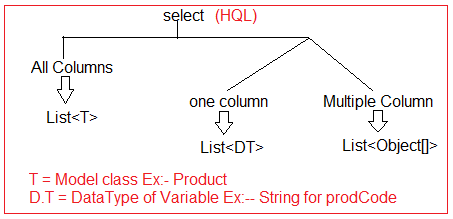 select (HQL)
All Columns
one column Multiple Column
List<T>
List<DT> List<Object[]>
T = Model class Ex:- Product
D.T = DataType of Variable Ex:-- String for prodCode